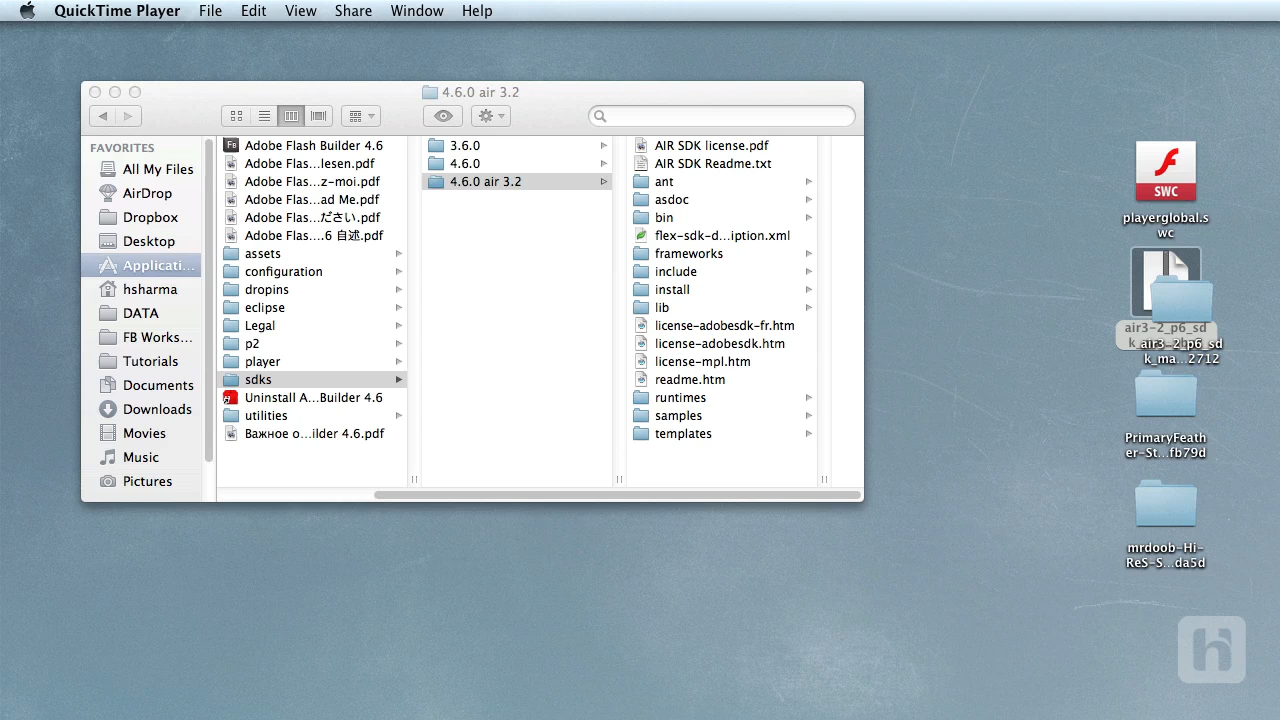 QuickTime Player File Edit View Share Window Help
4.6.0 air 3.2
FAVORITES
All My Files
AirDrop
Dropbox
Desktop
Applicati...
hsharma
DATA
FB Works...
Tutorials
Documents
Downloads
Movies
Music
Pictures
Adobe Flash Builder 4.6
Adobe Flas...lesen.pdf
Adobe Flas...z-moi.pdf
Adobe Flas...ad Me.pdf
Adobe Flas...ださい.pdf
Adobe Flas....6 自述.pdf
assets
configuration
dropins
eclipse
Legal
p2
player
sdks
Uninstall A...Builder 4.6
utilities
Важное о...ilder 4.6.pdf
3.6.0
4.6.0
4.6.0 air 3.2
AIR SDK license.pdf
AIR SDK Readme.txt
ant
asdoc
bin
flex-sdk-d...iption.xml
frameworks
include
install
lib
license-adobesdk-fr.htm
license-adobesdk.htm
license-mpl.htm
readme.htm
runtimes
samples
templates
SWC
playerglobal.s
wc
air3-2_p6_sd
air3-2_p6_sd
k_ma...2712
PrimaryFeath
er-St...fb79d
mrdoob-Hi-
ReS-S...da5d
h